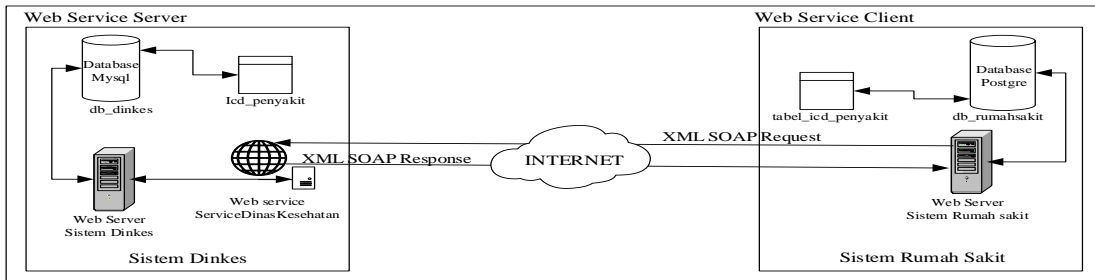 Web Service Server
Database
Mysql
db_dinkes
Icd_penyakit
XML SOAP Response
Web Server
Sistem Dinkes
Web service
ServiceDinasKesehatan
Sistem Dinkes
INTERNET
XML SOAP Request
Web Service Client
Database
Postgre
tabel_icd_penyakit
db_rumahsakit
Web Server
Sistem Rumah sakit
Sistem Rumah Sakit